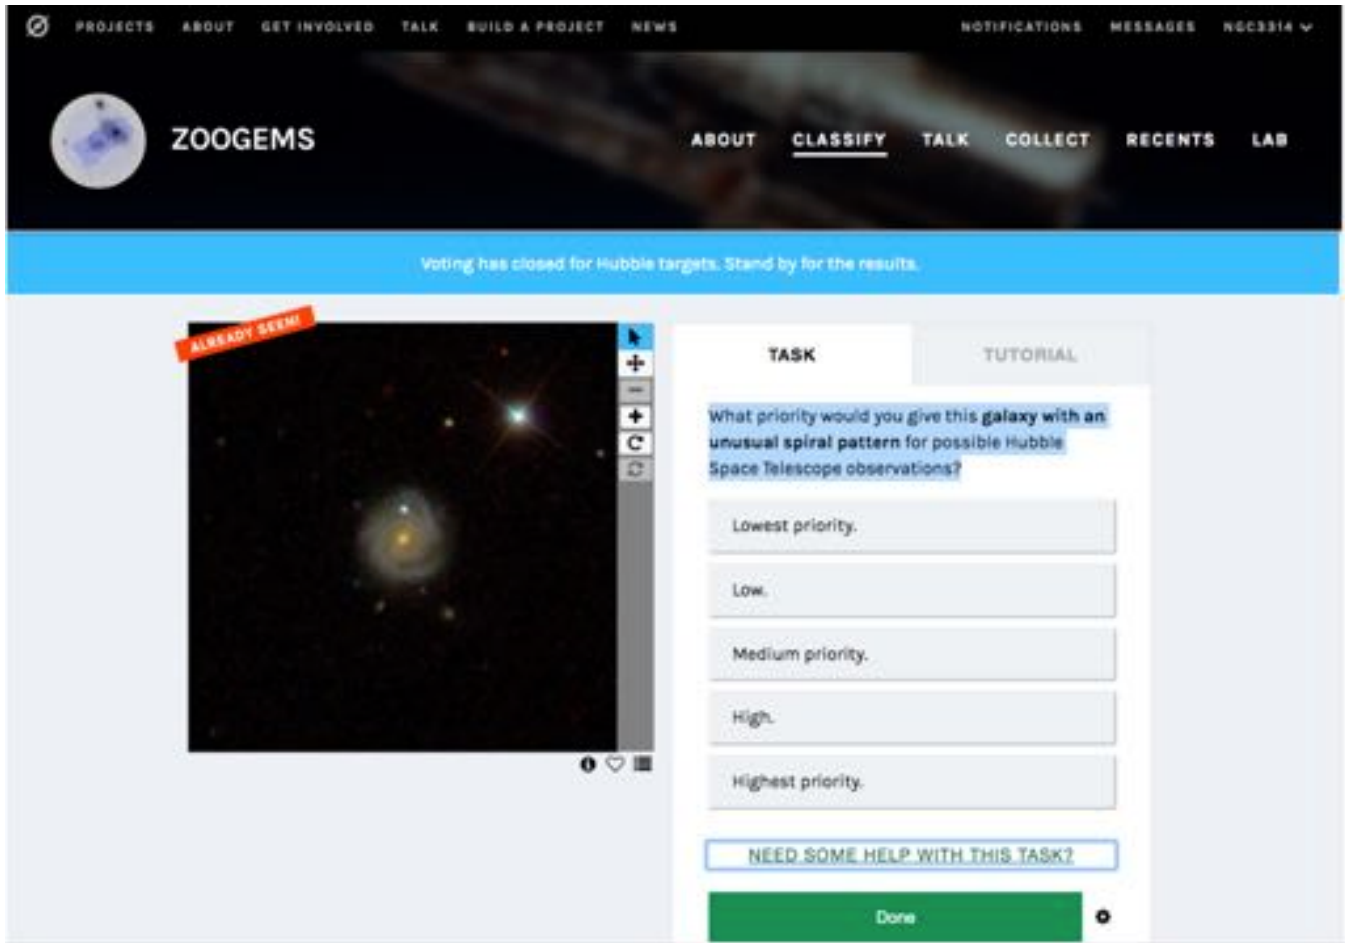 PROJECTS ABOUT GET INVOLVED TALK BUILD A PROJECT NEWS NOTIFICATIONS MESSAGES NGC3314
ZOOGEMS ABOUT CLASSIFY TALK COLLECT RECENTS LAB
Voting has closed for Hubble targets. Stand by for the results.
ALREADY SEEN!
TASK TUTORIAL
What priority would you give this galaxy with an
unusual spiral pattern for possible Hubble
Space Telescope observations?
Lowest priority.
Low.
Medium priority.
High.
Highest priority.
NEED SOME HELP WITH THIS TASK?
Done